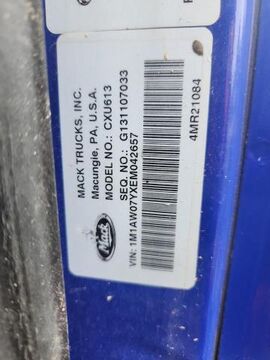 MACK TRUCKS, INC.
Macungie, PA, U.S.A.
MODEL NO.: CXU613
SEQ. NO.: G131107033
Mack
VIN: 1M1AW07YXEM042657
4MR21084